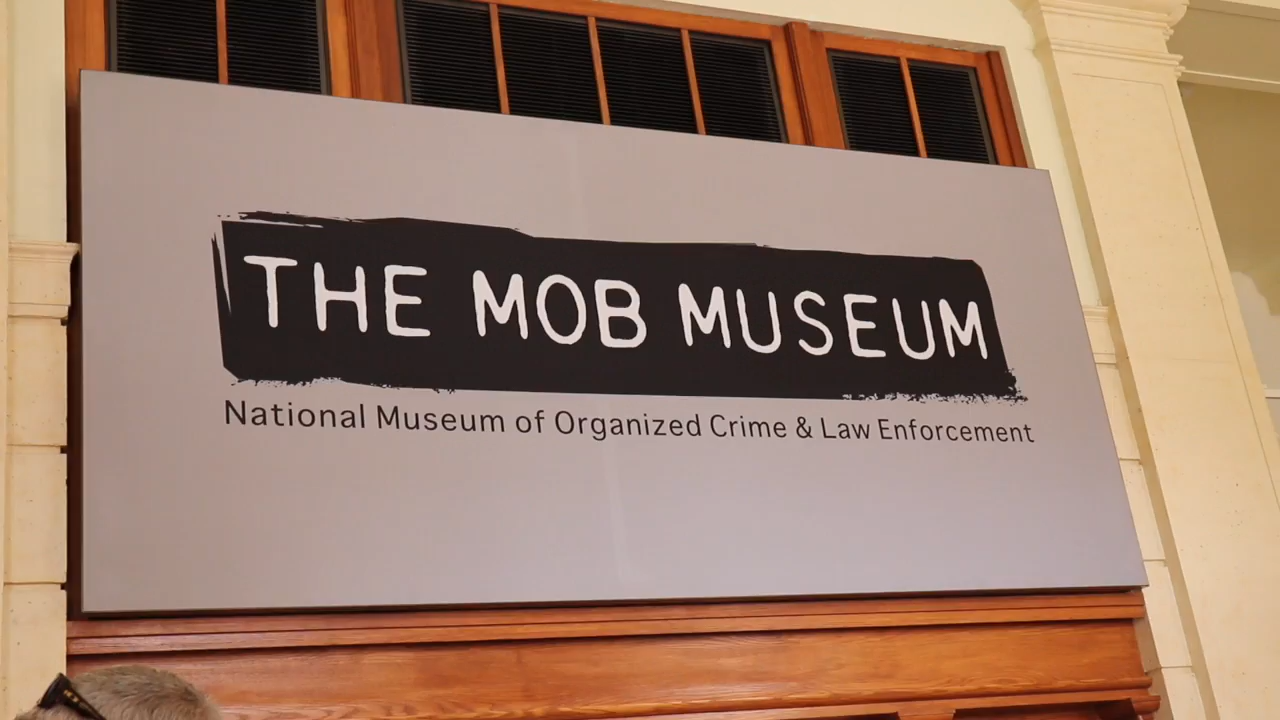 THE MOB MUSEUM
National Museum of Organized Crime & Law Enforcement